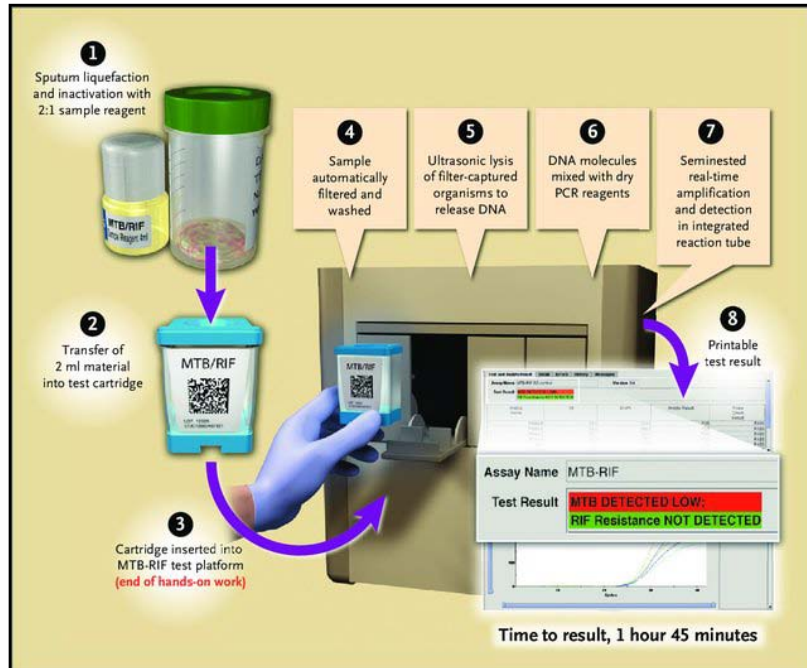 1
Sputum liquefaction
and inactivation with
2:1 sample reagent
MTB/RIF
2
Transfer of
2 ml material
into test cartridge
MTB/RIF
3
Cartridge inserted into
MTB-RIF test platform
(end of hands-on work)
MTB/RIF
4
Sample
automatically
filtered and
washed
5
Ultrasonic lysis
of filter-captured
organisms to
release DNA
6
DNA molecules
mixed with dry
PCR reagents
7
Seminested
real-time
amplification
and detection
in integrated
reaction tube
8
Printable
test result
Assay Name MTB-RIF
Test Result MTB DETECTED LOW;
RIF Resistance NOT DETECTED
Time to result, 1 hour 45 minutes